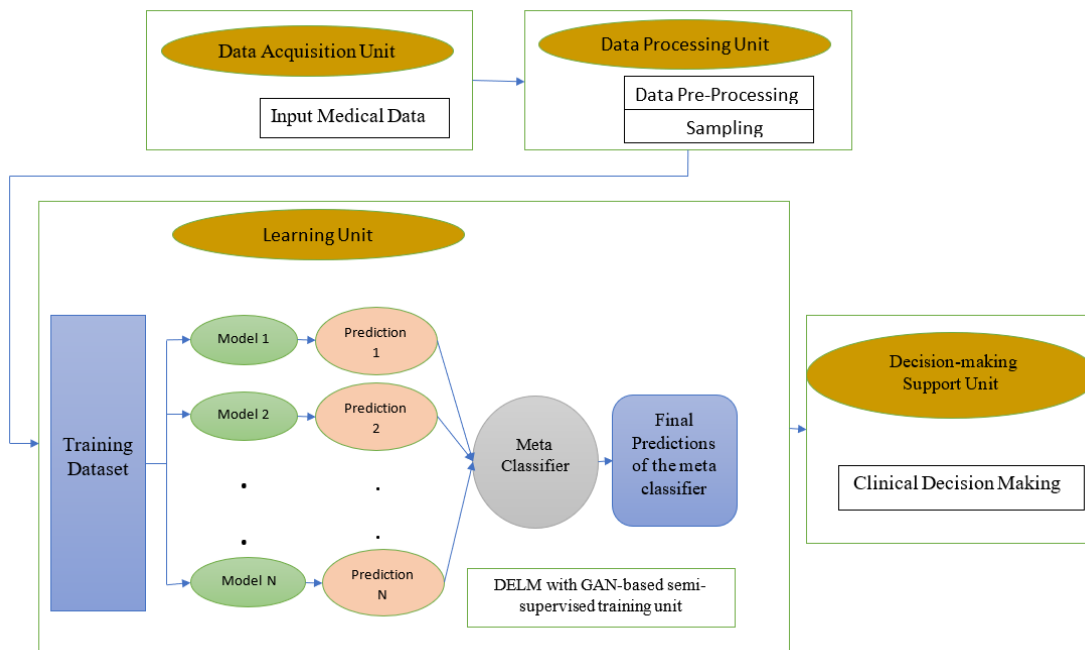 Data Acquisition Unit
Input Medical Data
Data Processing Unit
Data Pre-Processing
Sampling
Learning Unit
Training
Dataset
Model 1
Prediction
1
Model 2
Prediction
2
.
.
.
.
Model N
Prediction
N
Meta
Classifier
Final
Predictions
of the meta
classifier
DELM with GAN-based semi-
supervised training unit
Decision-making
Support Unit
Clinical Decision Making